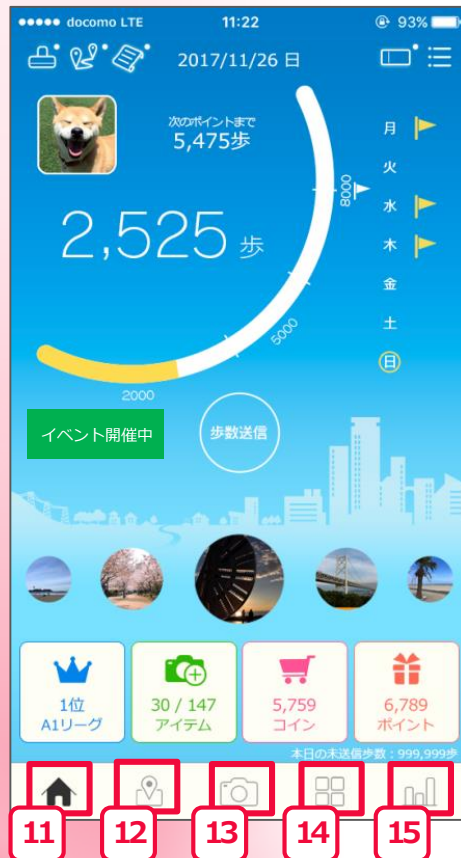 docomo LTE 11:22 93%
2017/11/26 日
次のポイントまで
5,475歩
2,525 歩
8000
5000
2000
月
火
水
木
金
土
日
イベント開催中
歩数送信
1位
A1リーグ
30 / 147
アイテム
5,759
コイン
6,789
ポイント
本日の未送信歩数：999,999歩
11 12 13 14 15